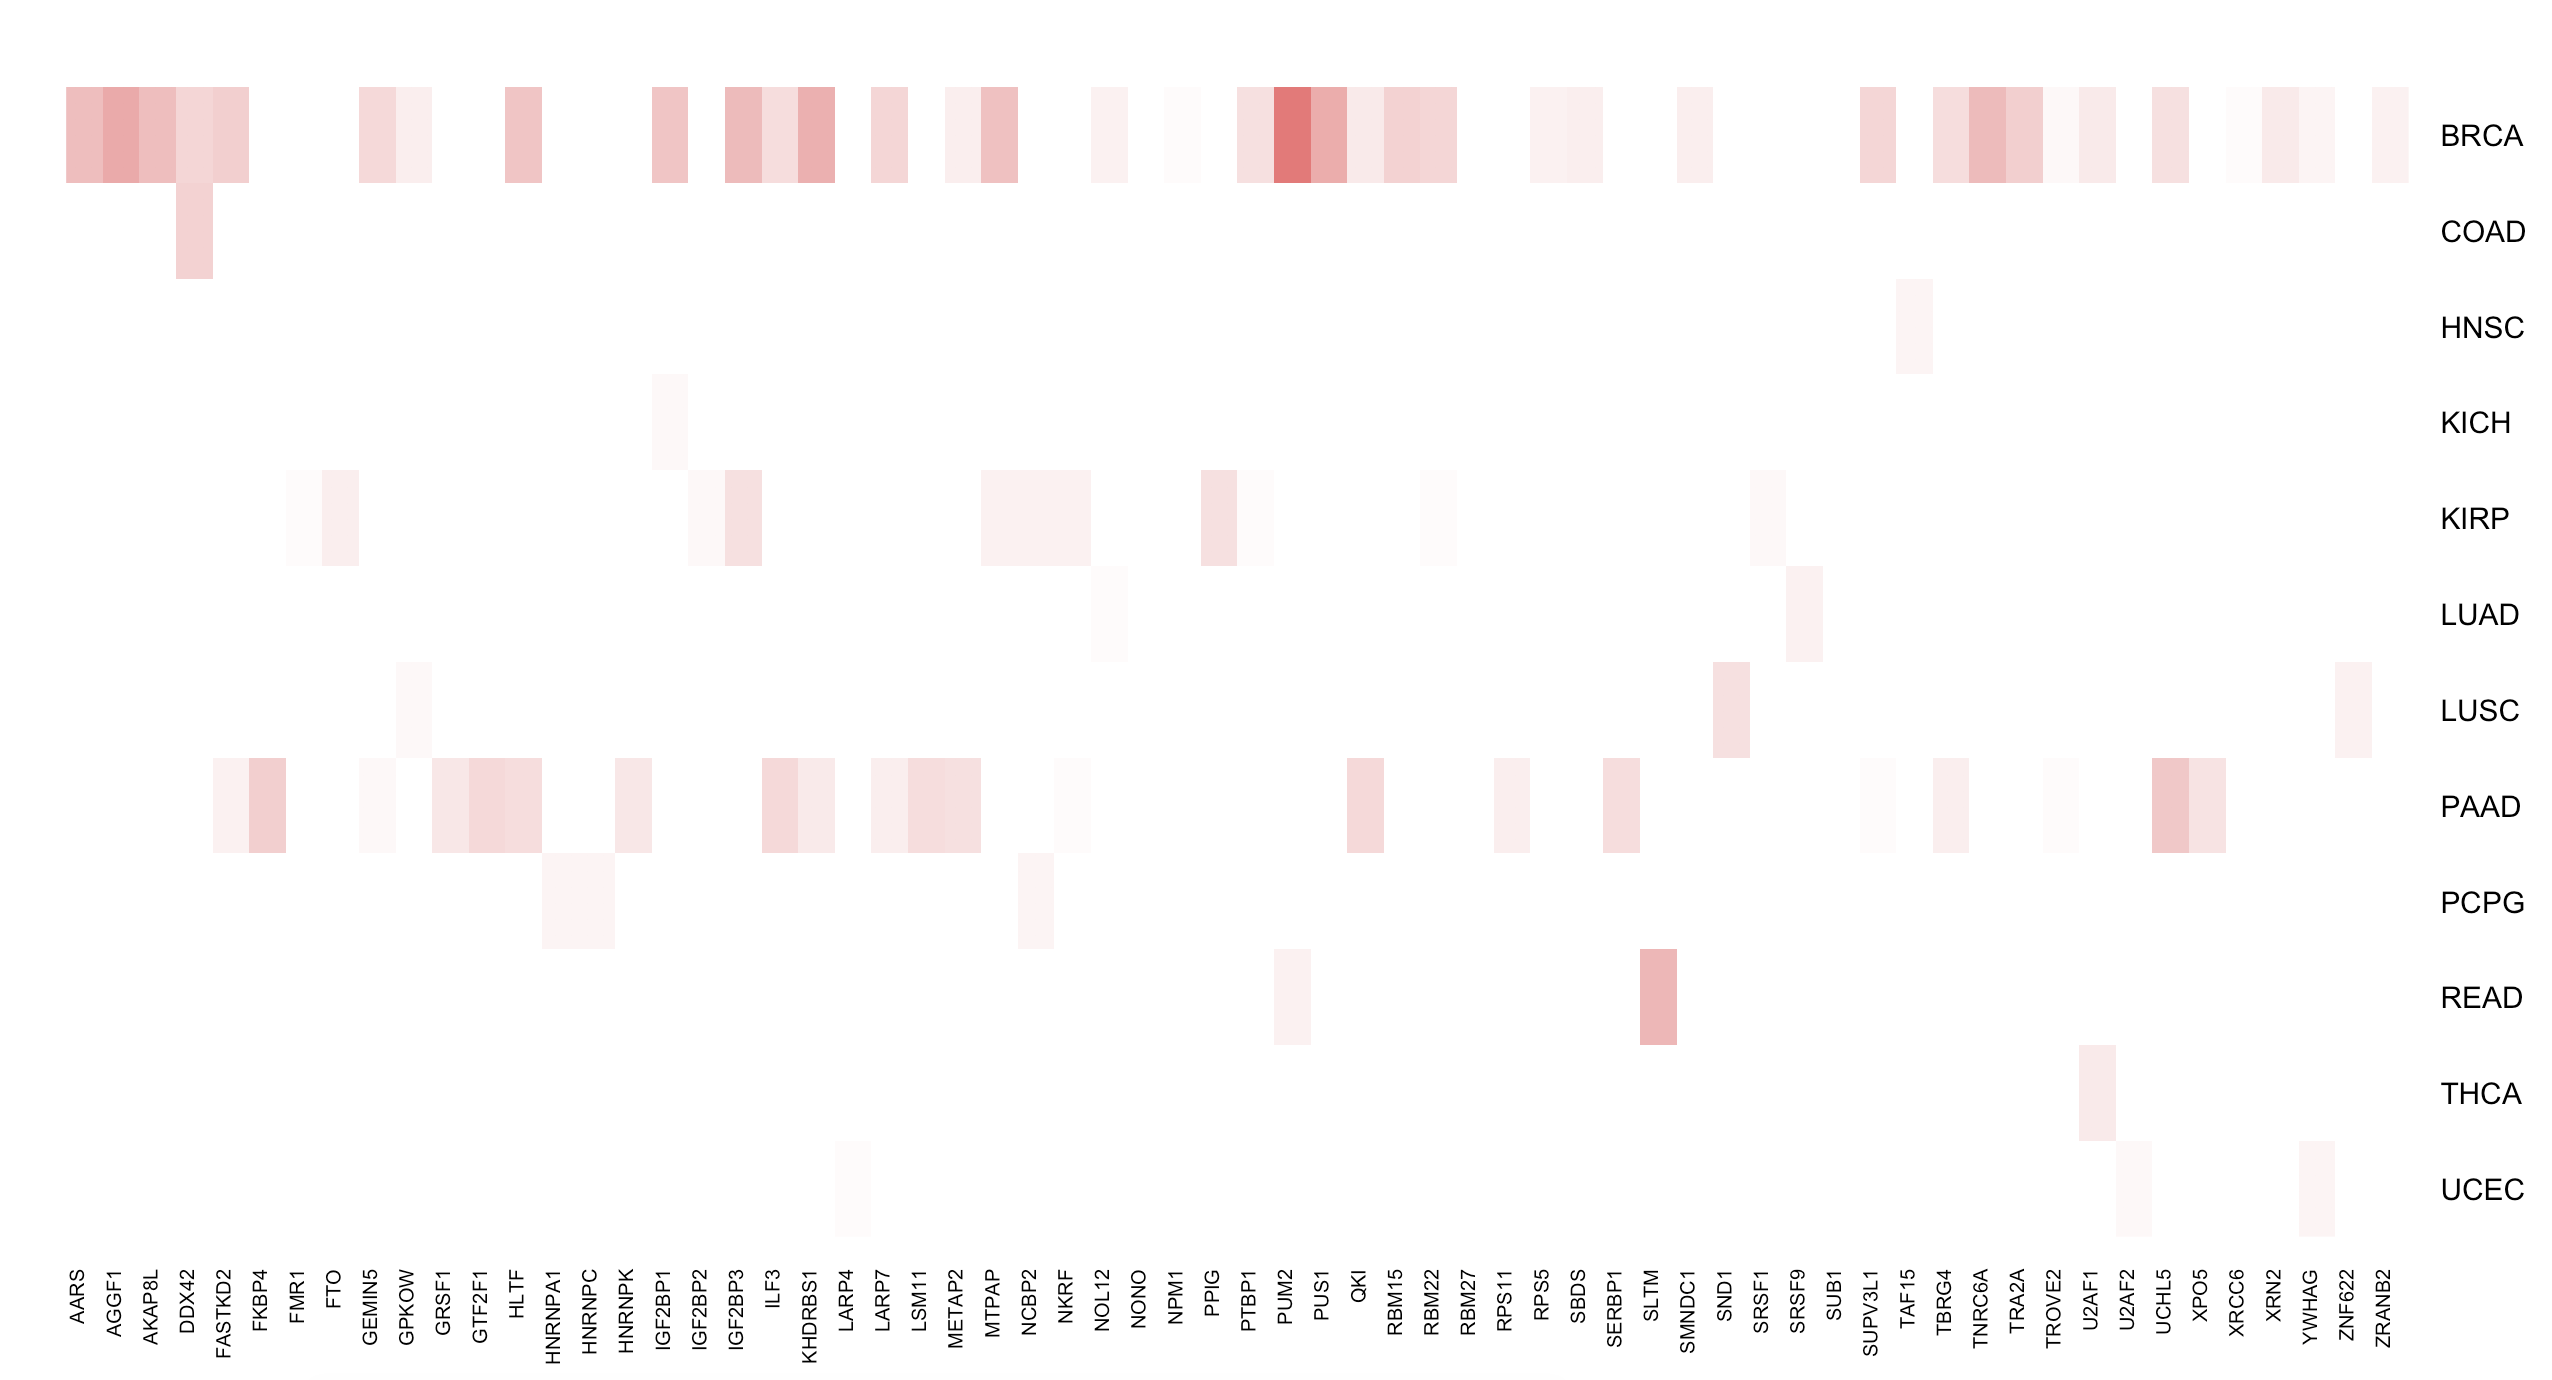 BRCA
COAD
HNSC
KICH
KIRP
LUAD
LUSC
PAAD
PCPG
READ
THCA
UCEC
AARS
AGGF1
AKAP8L
DDX42
FASTKD2
FKBP4
FMR1
FTO
GEMIN5
GPKOW
GRSF1
GTF2F1
HLTF
HNRNPA1
HNRNPC
HNRNPK
IGF2BP1
IGF2BP2
IGF2BP3
ILF3
KHDRBS1
LARP4
LARP7
LSM11
METAP2
MTPAP
NCBP2
NKRF
NOL12
NONO
NPM1
PPIG
PTBP1
PUM2
PUS1
QKI
RBM15
RBM22
RBM27
RPS11
RPS5
SBDS
SERBP1
SLTM
SMNDC1
SND1
SRSF1
SRRSF9
SUB1
SUPV3L1
TAF15
TBRG4
TNRC6A
TRA2A
TROVE2
U2AF1
U2AF2
UCHL5
XPO5
XRCC6
XRN2
YWHAG
ZNF622
ZRANB2